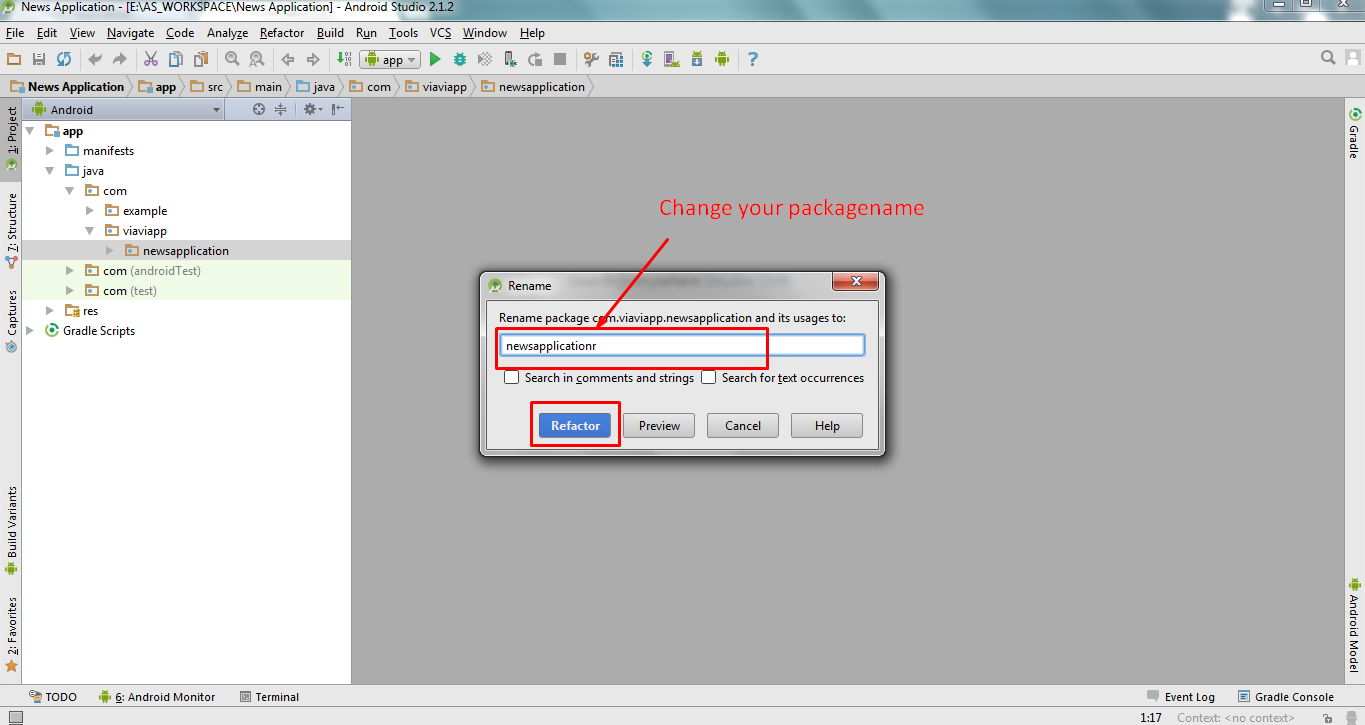 News Application - [E:\AS_WORKSPACE\News Application] - Android Studio 2.1.2
File Edit View Navigate Code Analyze Refactor Build Run Tools VCS Window Help
app
News Application app src main java com viaviapp newsapplication
Android
1: Project
7: Structure
Captures
Build Variants
2: Favorites
app
manifests
java
com
example
viaviapp
newsapplication
com (androidTest)
com (test)
res
Gradle Scripts
Change your packagename
Rename
Rename package com.viaviapp.newsapplication and its usages to:
newsapplicationr
Search in comments and strings Search for text occurrences
Refactor Preview Cancel Help
Gradle
Android Model
TODO 6: Android Monitor Terminal Event Log Gradle Console
1:17 Context: <no context>